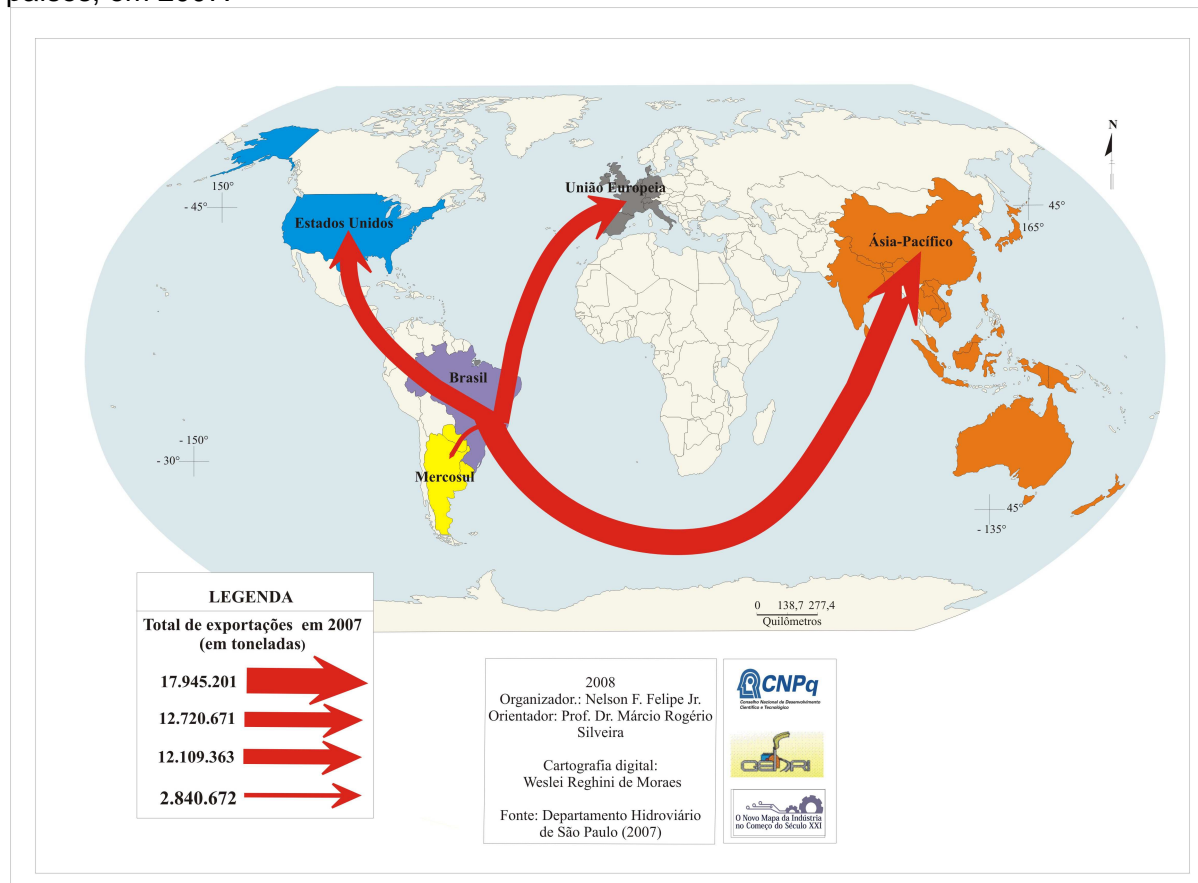 países, em 2007.
N
150°
- 45°
União Europeia
Estados Unidos
Ásia-Pacífico
45°
165°
Brasil
- 150°
- 30°
Mercosul
45°
- 135°
0 138,7 277,4
Quilômetros
LEGENDA
Total de exportações em 2007
(em toneladas)
17.945.201
12.720.671
12.109.363
2.840.672
2008
Organizador.: Nelson F. Felipe Jr.
Orientador: Prof. Dr. Márcio Rogério
Silveira
Cartografia digital:
Weslei Reghini de Moraes
Fonte: Departamento Hidroviário
de São Paulo (2007)
CNPq
Conselho Nacional de Desenvolvimento
Científico e Tecnológico
O Novo Mapa da Indústria
no Começo do Século XXI